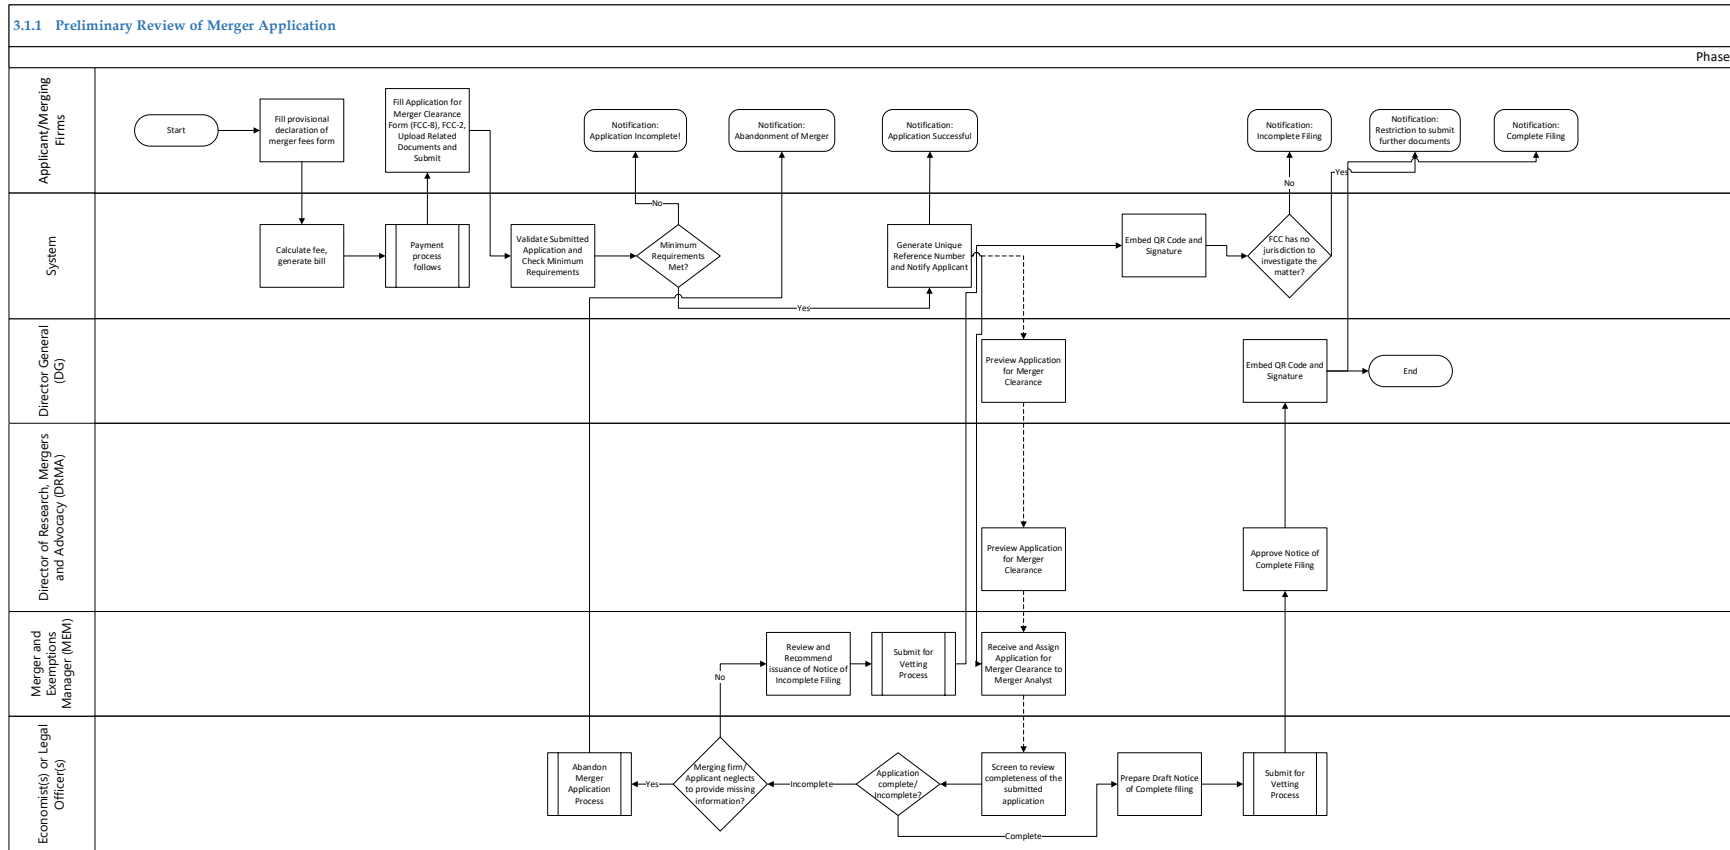 3.1.1 Preliminary Review of Merger Application
Phase
Applicant/Merging
Firms
Start
Fill provisional
declaration of
merger fees form
Fill Application for
Merger Clearance
Form (FCC-8), FCC-2,
Upload Related
Documents and
Submit
Notification:
Application Incomplete!
Notification:
Abandonment of Merger
Notification:
Application Successful
Notification:
Incomplete Filing
Notification:
Restriction to submit
further documents
Notification:
Complete Filing
Yes
No
System
No
Calculate fee,
generate bill
Payment
process
follows
Validate Submitted
Application and
Check Minimum
Requirements
Minimum
Requirements
Met?
Generate Unique
Reference Number
and Notify Applicant
Embed QR Code and
Signature
FCC has no
jurisdiction to
investigate the
matter?
Yes
Director General
(DG)
Preview Application
for Merger
Clearance
Embed QR Code and
Signature
End
Director of Research, Mergers
and Advocacy (DRMA)
Preview Application
for Merger
Clearance
Approve Notice of
Complete Filing
Merger and
Exemptions
Manager (MEM)
No
Review and
Recommend
issuance of Notice of
Incomplete Filing
Submit for
Vetting
Process
Receive and Assign
Application for
Merger Clearance to
Merger Analyst
Economist(s) or Legal
Officer(s)
Abandon
Merger
Application
Process
Yes
Merging firm/
Applicant neglects
to provide missing
information?
Incomplete
Application
complete/
Incomplete?
Screen to review
completeness of the
submitted
application
Prepare Draft Notice
of Complete filing
Submit for
Vetting
Process
Complete